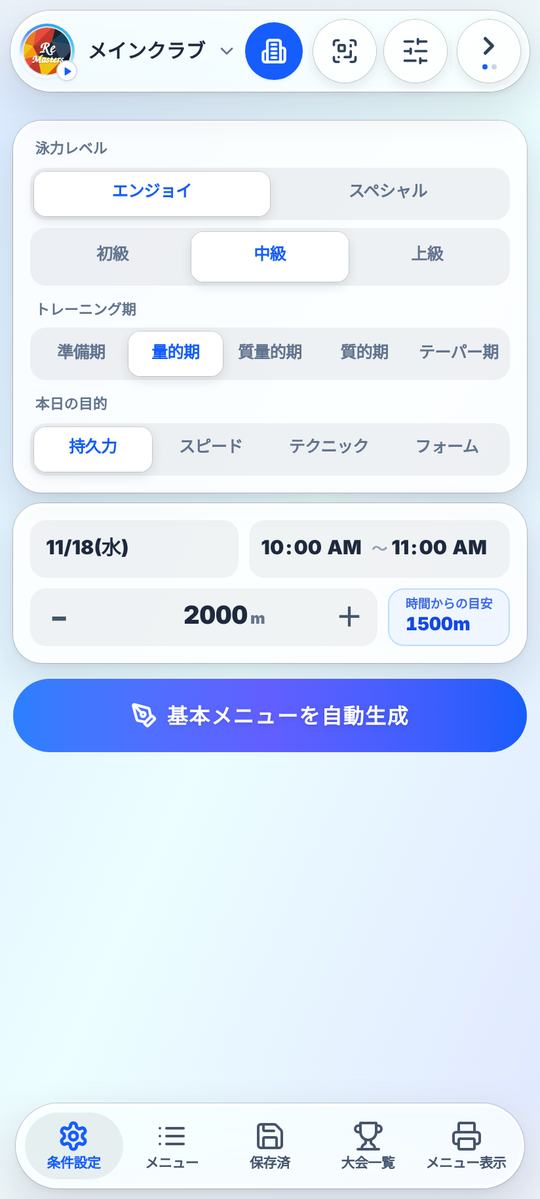 Re
Masters
メインクラブ
泳力レベル
エンジョイ スペシャル
初級 中級 上級
トレーニング期
準備期 量的期 質量的期 質的期 テーパー期
本日の目的
持久力 スピード テクニック フォーム
11/18(水) 10:00 AM ～ 11:00 AM
− 2000 m + 時間からの目安
1500m
基本メニューを自動生成
条件設定 メニュー 保存済 大会一覧 メニュー表示